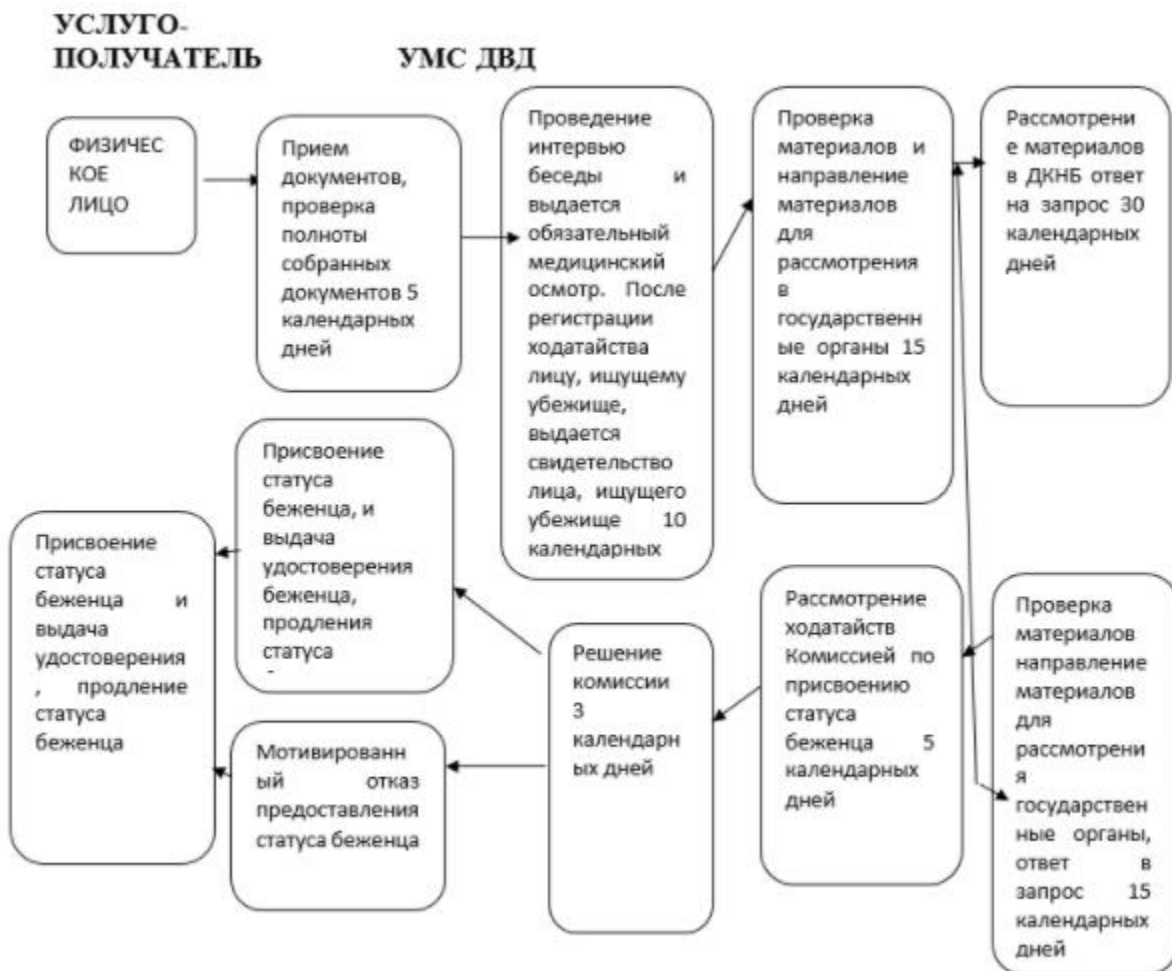 УСЛУГО-
ПОЛУЧАТЕЛЬ
УМС ДВД
ФИЗИЧЕС
КОЕ
ЛИЦО
Прием
документов,
проверка
полноты
собранных
документов 5
календарных
дней
Проведение
интервью
беседы и
выдается
обязательный
медицинский
осмотр. После
регистрации
ходатайства
лицу, ищущему
убежище,
выдается
свидетельство
лица, ищущего
убежище 10
календарных
Проверка
материалов и
направление
материалов
для
рассмотрения
в
государственн
ые органы 15
календарных
дней
Рассмотрени
е материалов
в ДКНБ ответ
на запрос 30
календарных
дней
Присвоение
статуса
беженца и
выдача
удостоверения
, продление
статуса
беженца
Присвоение
статуса
беженца, и
выдача
удостоверения
беженца,
продления
статуса
Мотивированн
ый отказ
предоставления
статуса беженца
Решение
комиссии
3
календарн
ых дней
Рассмотрение
ходатайств
Комиссией по
присвоению
статуса
беженца 5
календарных
дней
Проверка
материалов
направление
материалов
для
рассмотрени
я
государствен
ные органы,
ответ в
запрос 15
календарных
дней